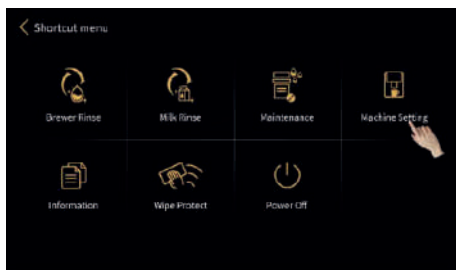 Shortcut menu
Brewer Rinse
Milk Rinse
Maintenance
Machine Setting
Information
Wipe Protect
Power Off